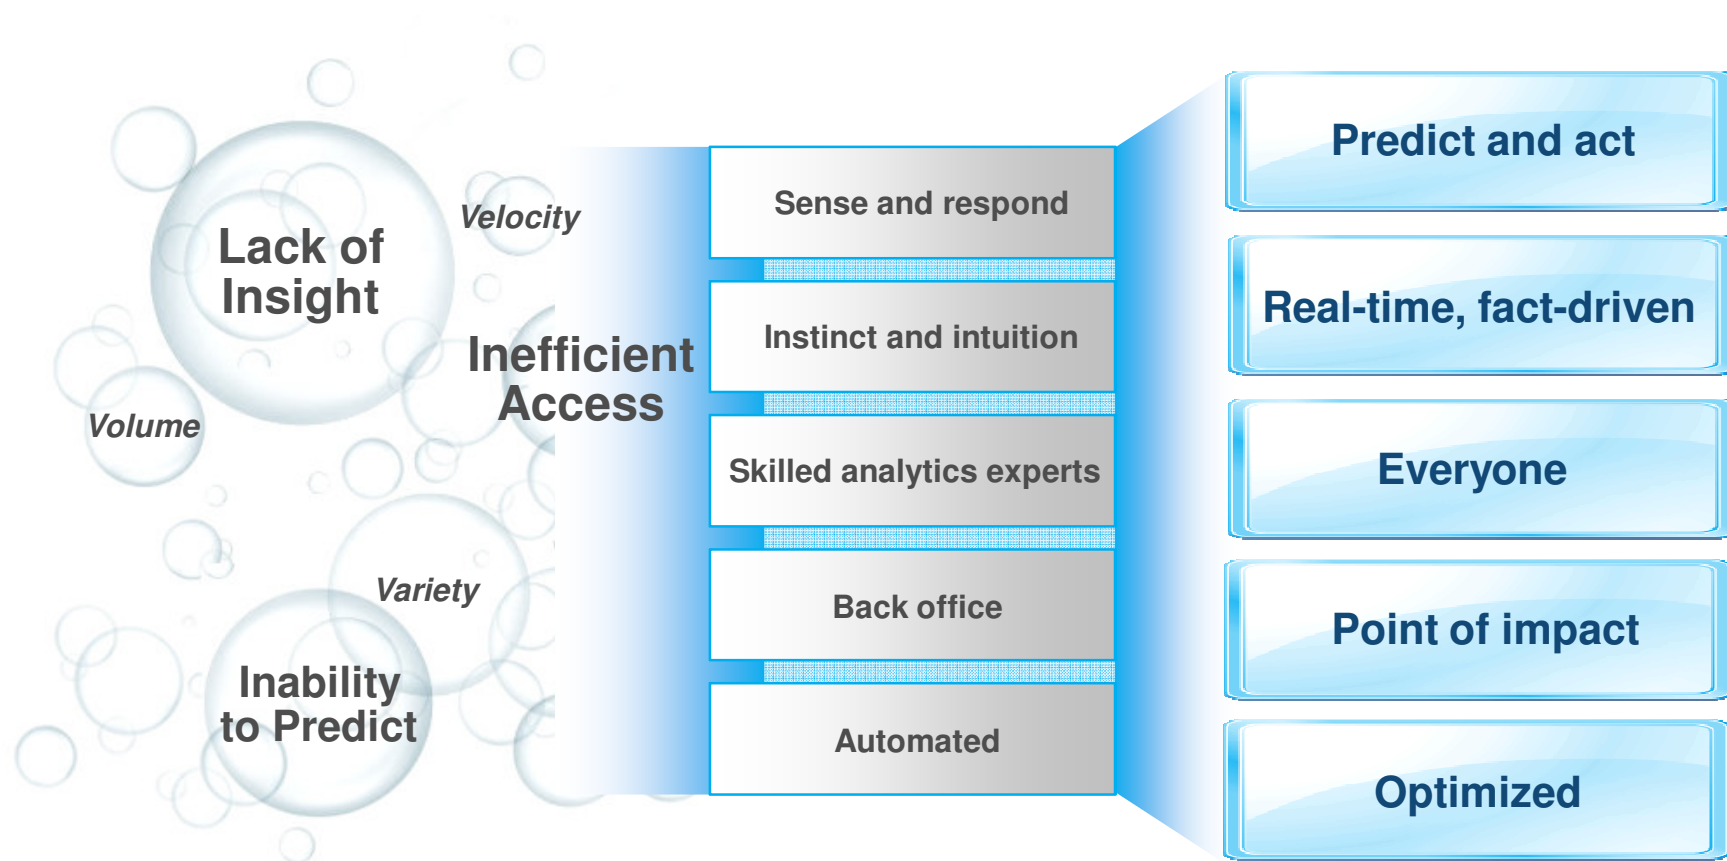 Lack of
Insight
Velocity
Inefficient
Access
Volume
Variety
Inability
to Predict
Sense and respond
Instinct and intuition
Skilled analytics experts
Back office
Automated
Predict and act
Real-time, fact-driven
Everyone
Point of impact
Optimized